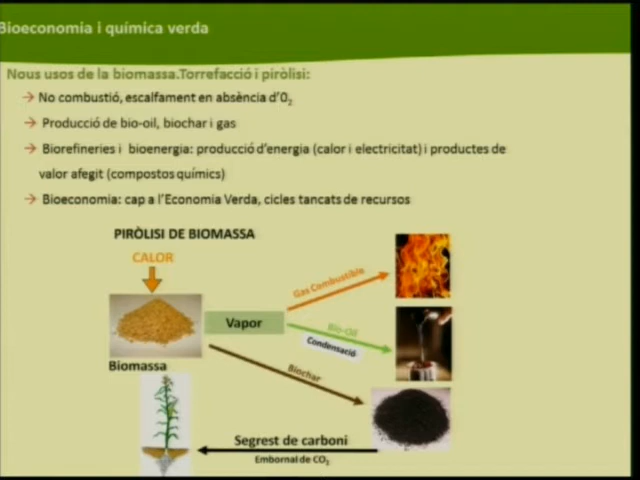 Bioeconomia i química verda
Nous usos de la biomassa.Torrefacció i piròlisi:
→ No combustió, escalfament en absència d'O₂
→ Producció de bio-oil, biochar i gas
→ Biorefineries i bioenergia: producció d'energia (calor i electricitat) i productes de
valor afegit (compostos químics)
→ Bioeconomia: cap a l'Economia Verda, cicles tancats de recursos
PIRÒLISI DE BIOMASSA
CALOR
Gas Combustible
Vapor
Bio-Oil
Condensació
Biomassa
Biochar
Segrest de carboni
Embornal de CO₂